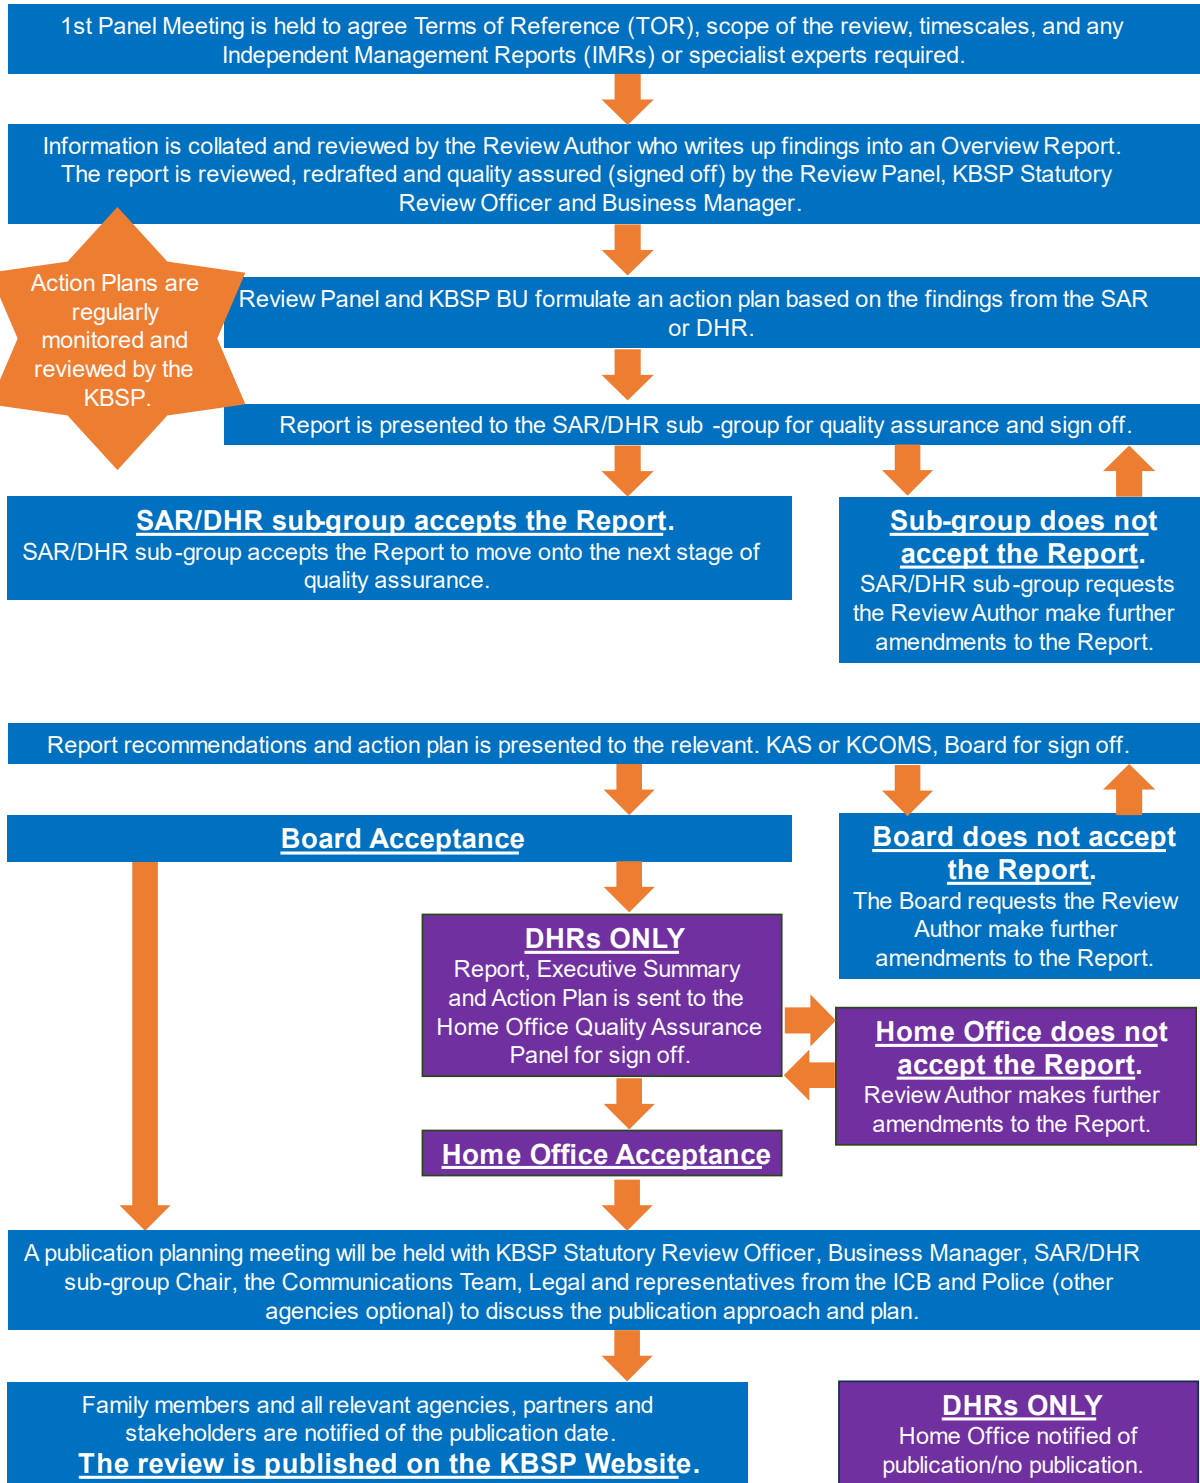 1st Panel Meeting is held to agree Terms of Reference (TOR), scope of the review, timescales, and any
Independent Management Reports (IMRs) or specialist experts required.
Information is collated and reviewed by the Review Author who writes up findings into an Overview Report.
The report is reviewed, redrafted and quality assured (signed off) by the Review Panel, KBSP Statutory
Review Officer and Business Manager.
Action Plans are
regularly
monitored and
reviewed by the
KBSP.
Review Panel and KBSP BU formulate an action plan based on the findings from the SAR
or DHR.
Report is presented to the SAR/DHR sub -group for quality assurance and sign off.
SAR/DHR sub-group accepts the Report.
SAR/DHR sub-group accepts the Report to move onto the next stage of
quality assurance.
Sub-group does not
accept the Report.
SAR/DHR sub-group requests
the Review Author make further
amendments to the Report.
Report recommendations and action plan is presented to the relevant. KAS or KCOMS, Board for sign off.
Board Acceptance
Board does not accept
the Report.
The Board requests the Review
Author make further
amendments to the Report.
DHRs ONLY
Report, Executive Summary
and Action Plan is sent to the
Home Office Quality Assurance
Panel for sign off.
Home Office does not
accept the Report.
Review Author makes further
amendments to the Report.
Home Office Acceptance
A publication planning meeting will be held with KBSP Statutory Review Officer, Business Manager, SAR/DHR
sub-group Chair, the Communications Team, Legal and representatives from the ICB and Police (other
agencies optional) to discuss the publication approach and plan.
Family members and all relevant agencies, partners and
stakeholders are notified of the publication date.
The review is published on the KBSP Website.
DHRs ONLY
Home Office notified of
publication/no publication.